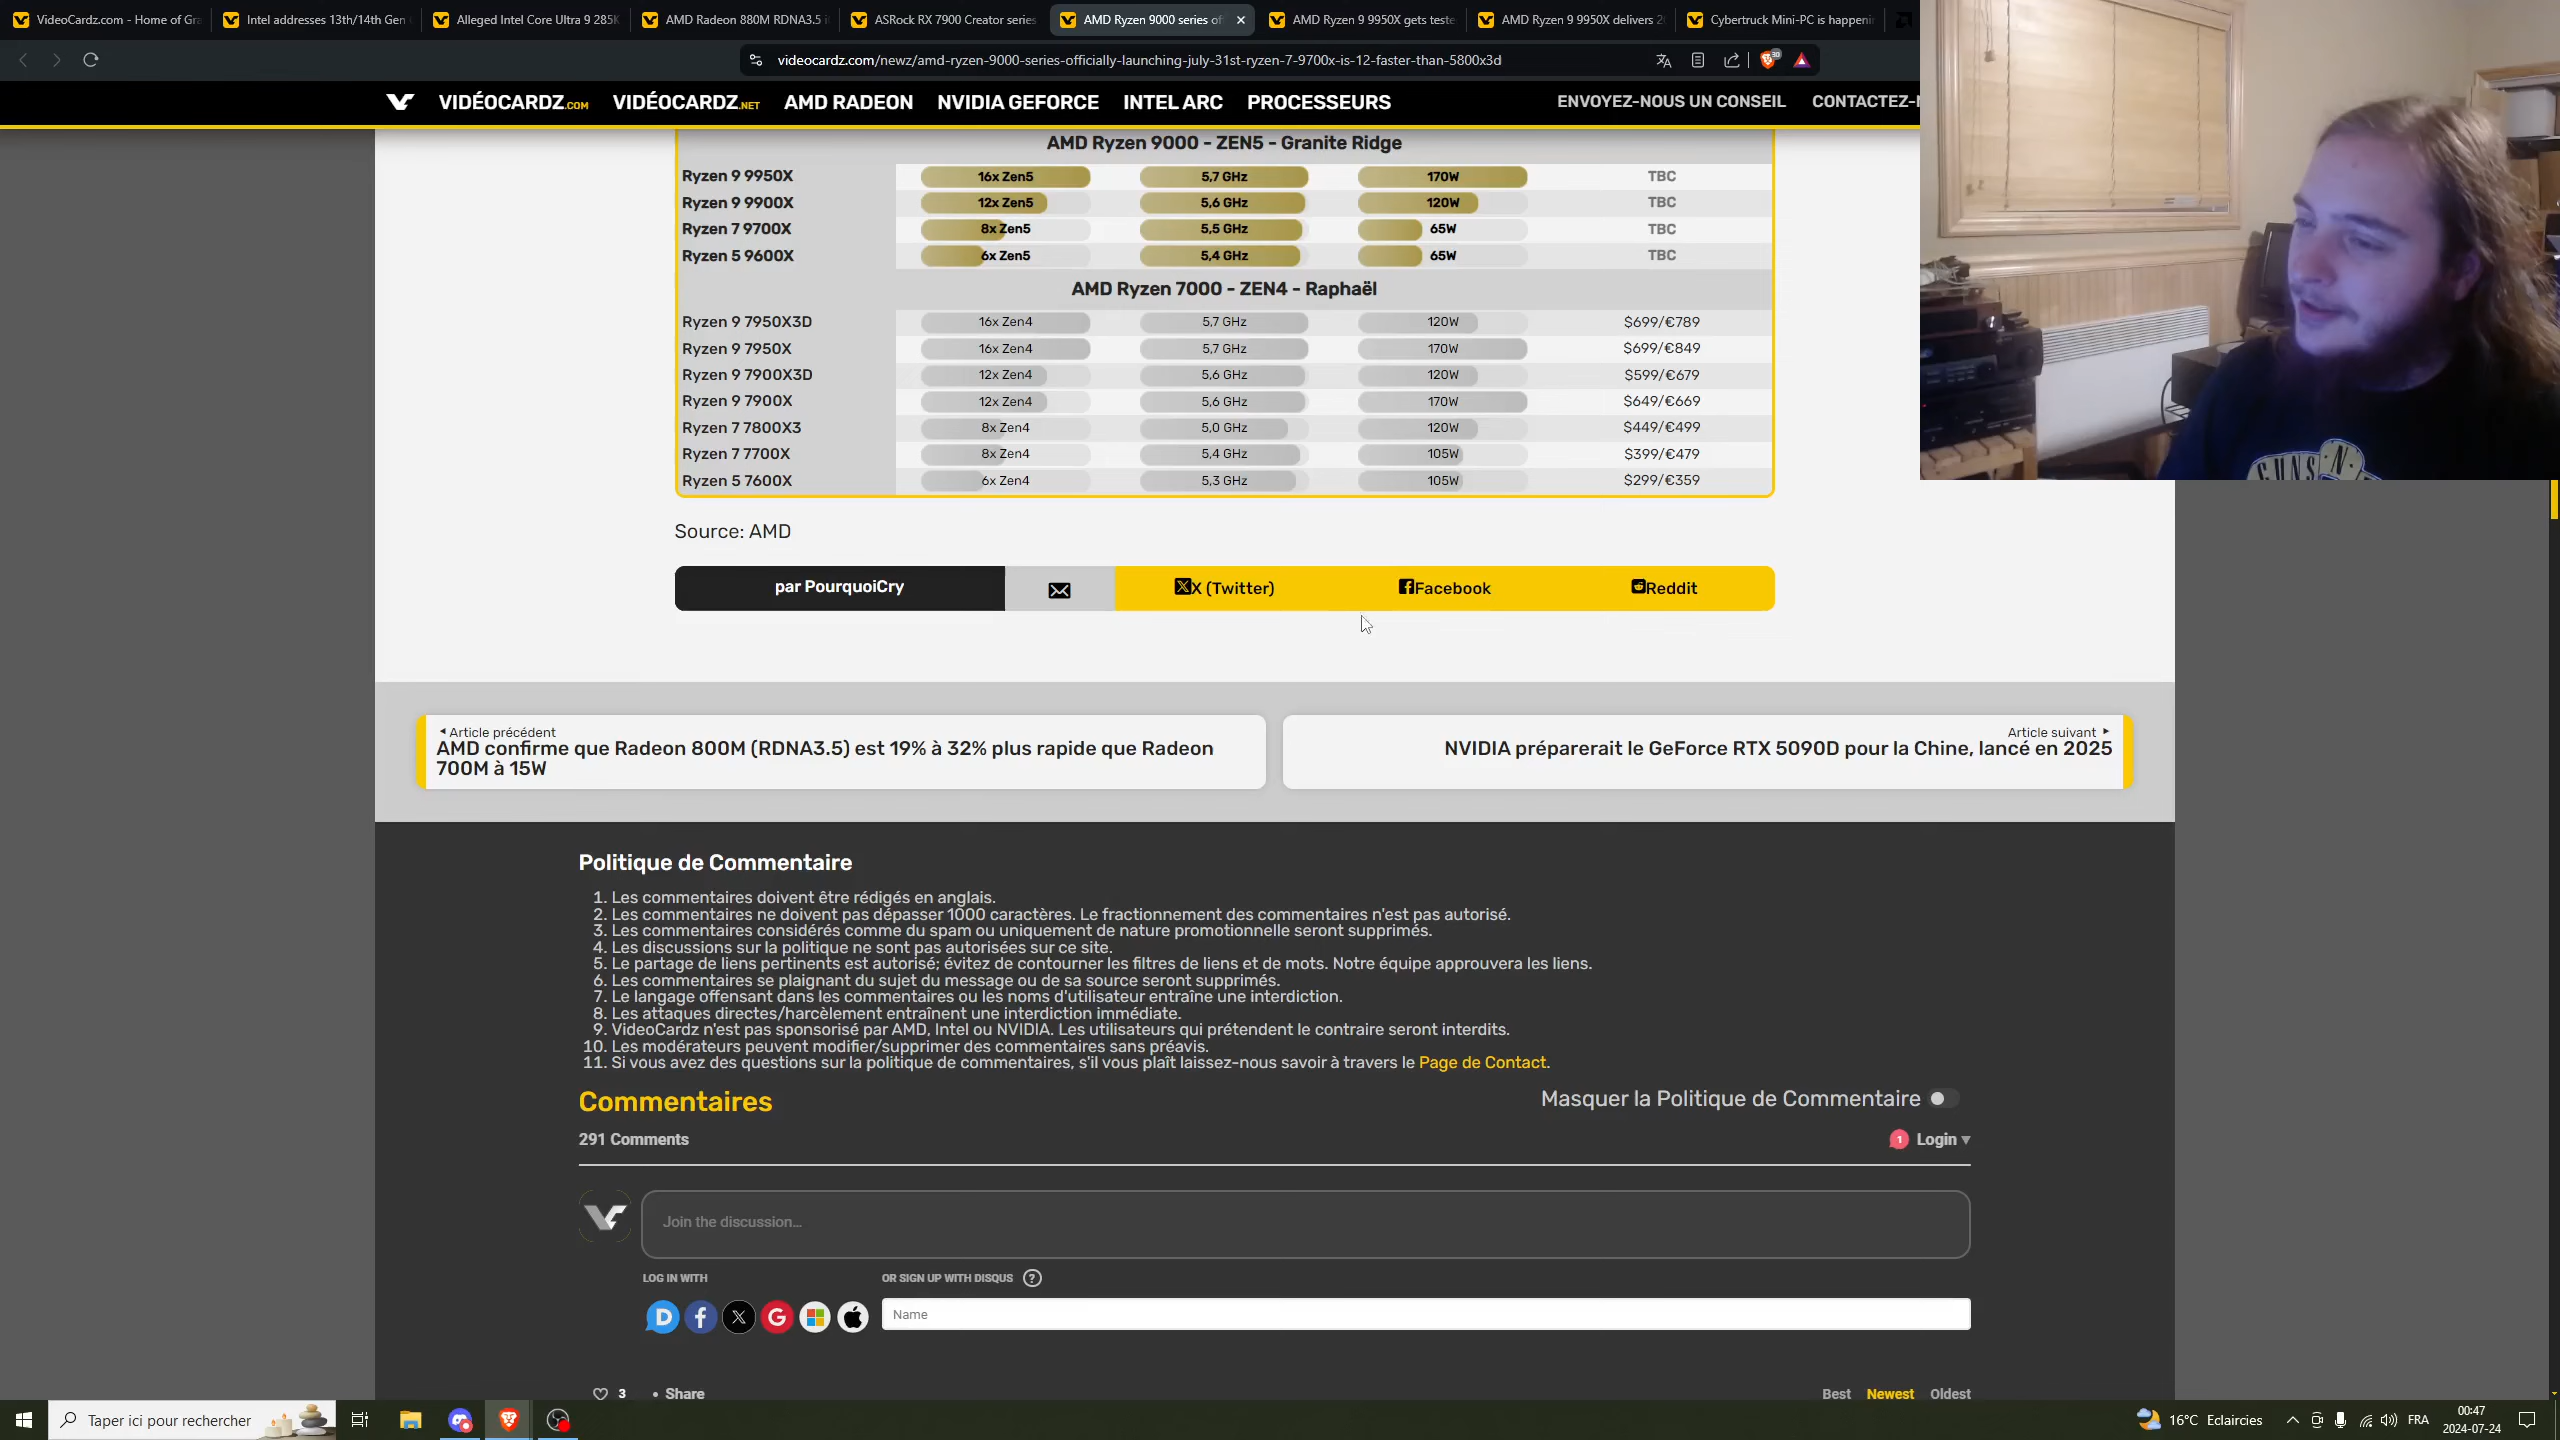 VideoCardz.com - Home of Gra
Intel addresses 13th/14th Gen
Alleged Intel Core Ultra 9 285K
AMD Radeon 880M RDNA3.5 i
ASRock RX 7900 Creator series
AMD Ryzen 9000 series of
AMD Ryzen 9 9950X gets teste
AMD Ryzen 9 9950X delivers 2
Cybertruck Mini-PC is happenin
videocardz.com/newz/amd-ryzen-9000-series-officially-launching-july-31st-ryzen-7-9700x-is-12-faster-than-5800x3d
VIDÉOCARDZ.COM VIDÉOCARDZ.NET AMD RADEON NVIDIA GEFORCE INTEL ARC PROCESSEURS ENVOYEZ-NOUS UN CONSEIL CONTACTEZ-N
AMD Ryzen 9000 - ZEN5 - Granite Ridge
Ryzen 9 9950X 16x Zen5 5,7 GHz 170W TBC
Ryzen 9 9900X 12x Zen5 5,6 GHz 120W TBC
Ryzen 7 9700X 8x Zen5 5,5 GHz 65W TBC
Ryzen 5 9600X 6x Zen5 5,4 GHz 65W TBC
AMD Ryzen 7000 - ZEN4 - Raphaël
Ryzen 9 7950X3D 16x Zen4 5,7 GHz 120W $699/€789
Ryzen 9 7950X 16x Zen4 5,7 GHz 170W $699/€849
Ryzen 9 7900X3D 12x Zen4 5,6 GHz 120W $599/€679
Ryzen 9 7900X 12x Zen4 5,6 GHz 170W $649/€669
Ryzen 7 7800X3 8x Zen4 5,0 GHz 120W $449/€499
Ryzen 7 7700X 8x Zen4 5,4 GHz 105W $399/€479
Ryzen 5 7600X 6x Zen4 5,3 GHz 105W $299/€359
GUNS N
Source: AMD
par PourquoiCry X (Twitter) Facebook Reddit
Article précédent
AMD confirme que Radeon 800M (RDNA3.5) est 19% à 32% plus rapide que Radeon
700M à 15W
Article suivant
NVIDIA préparerait le GeForce RTX 5090D pour la Chine, lancé en 2025
Politique de Commentaire
1. Les commentaires doivent être rédigés en anglais.
2. Les commentaires ne doivent pas dépasser 1000 caractères. Le fractionnement des commentaires n'est pas autorisé.
3. Les commentaires considérés comme du spam ou uniquement de nature promotionnelle seront supprimés.
4. Les discussions sur la politique ne sont pas autorisées sur ce site.
5. Le partage de liens pertinents est autorisé; évitez de contourner les filtres de liens et de mots. Notre équipe approuvera les liens.
6. Les commentaires se plaignant du sujet du message ou de sa source seront supprimés.
7. Le langage offensant dans les commentaires ou les noms d'utilisateur entraîne une interdiction.
8. Les attaques directes/harcèlement entraînent une interdiction immédiate.
9. VideoCardz n'est pas sponsorisé par AMD, Intel ou NVIDIA. Les utilisateurs qui prétendent le contraire seront interdits.
10. Les modérateurs peuvent modifier/supprimer des commentaires sans préavis.
11. Si vous avez des questions sur la politique de commentaires, s'il vous plaît laissez-nous savoir à travers le Page de Contact.
Commentaires
Masquer la Politique de Commentaire
291 Comments
1 Login
Join the discussion...
LOG IN WITH
OR SIGN UP WITH DISQUS ?
Name
3 • Share
Best Newest Oldest
Taper ici pour rechercher
16°C Eclaircies
FRA
00:47
2024-07-24